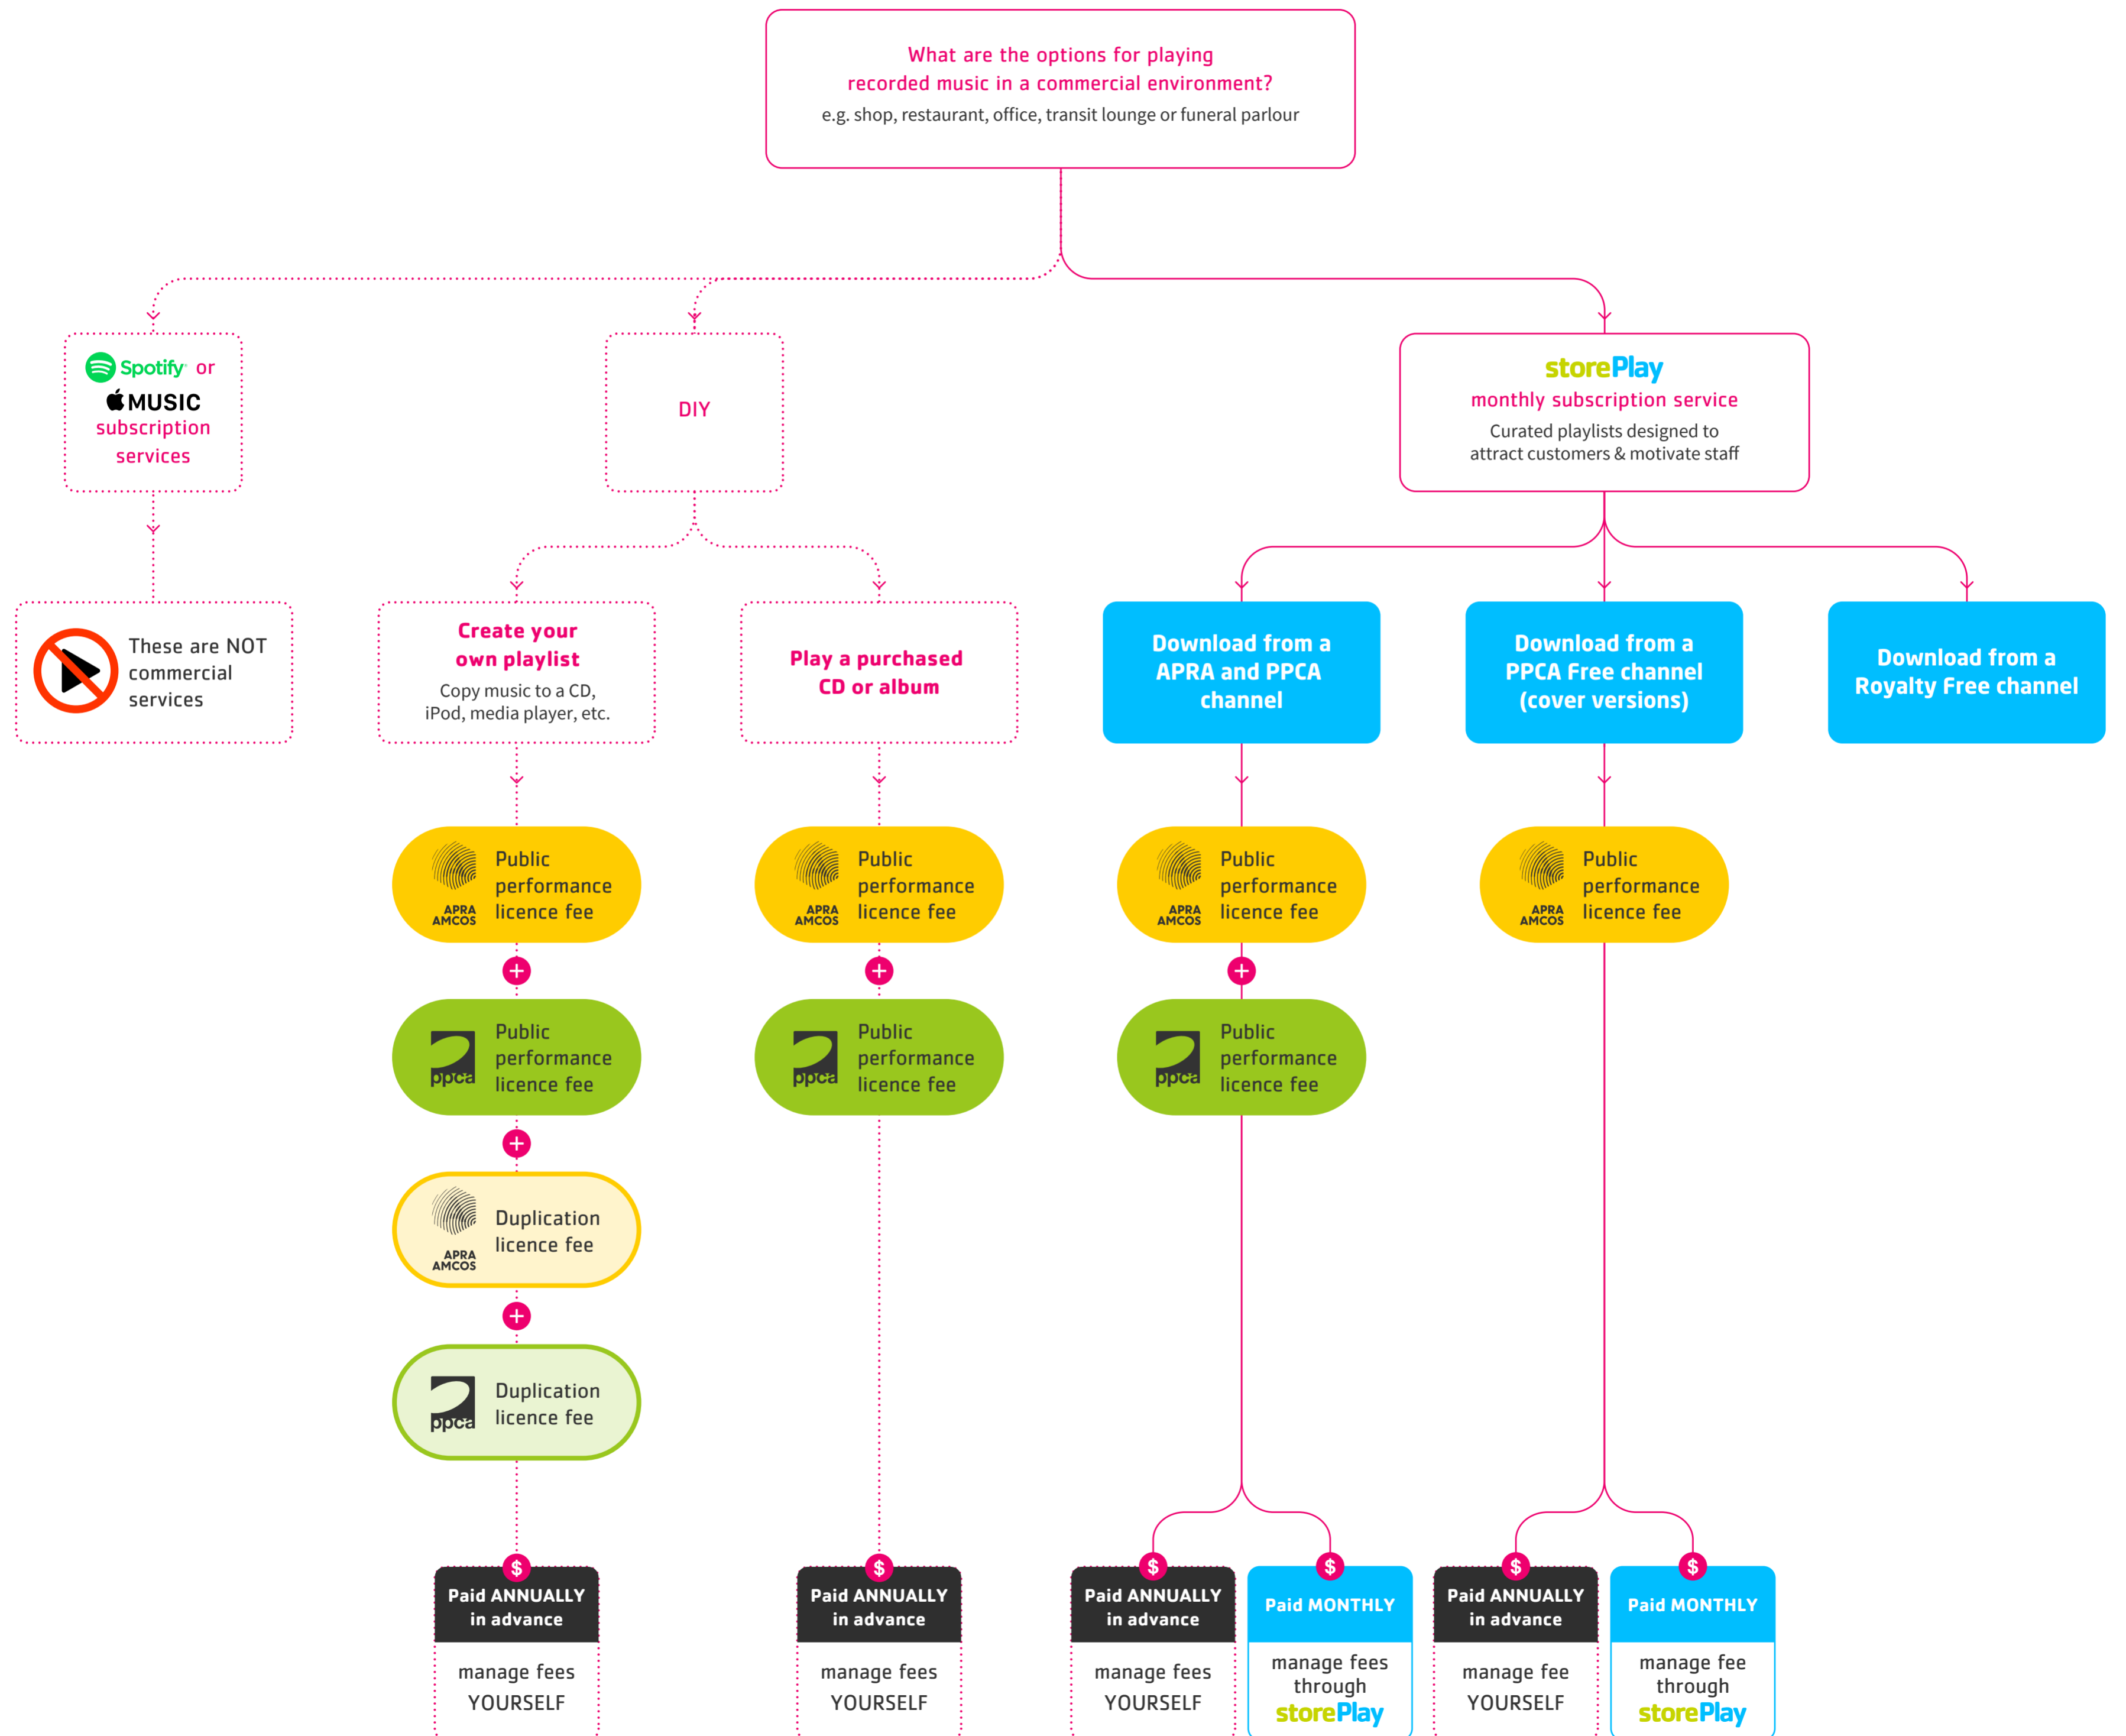 What are the options for playing
recorded music in a commercial environment?
e.g. shop, restaurant, office, transit lounge or funeral parlour
Spotify or
MUSIC
subscription
services
DIY
storePlay
monthly subscription service
Curated playlists designed to
attract customers & motivate staff
These are NOT
commercial
services
Create your
own playlist
Copy music to a CD,
iPod, media player, etc.
Play a purchased
CD or album
Download from a
APRA and PPCA
channel
Download from a
PPCA Free channel
(cover versions)
Download from a
Royalty Free channel
APRA
AMCOS
Public
performance
licence fee
APRA
AMCOS
Public
performance
licence fee
APRA
AMCOS
Public
performance
licence fee
APRA
AMCOS
Public
performance
licence fee
+
+
+
ppca
Public
performance
licence fee
ppca
Public
performance
licence fee
ppca
Public
performance
licence fee
+
APRA
AMCOS
Duplication
licence fee
+
ppca
Duplication
licence fee
$
Paid ANNUALLY
in advance
manage fees
YOURSELF
$
Paid ANNUALLY
in advance
manage fees
YOURSELF
$
Paid ANNUALLY
in advance
manage fees
YOURSELF
$
Paid MONTHLY
manage fees
through
storePlay
$
Paid ANNUALLY
in advance
manage fee
YOURSELF
$
Paid MONTHLY
manage fee
through
storePlay